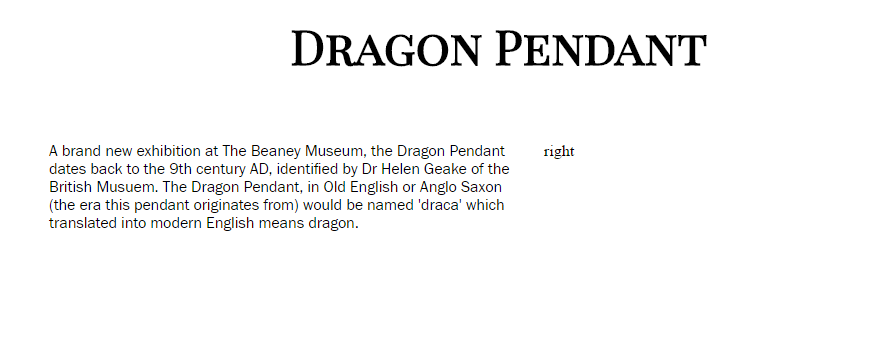 DRAGON PENDANT
A brand new exhibition at The Beaney Museum, the Dragon Pendant
dates back to the 9th century AD, identified by Dr Helen Geake of the
British Musuem. The Dragon Pendant, in Old English or Anglo Saxon
(the era this pendant originates from) would be named 'draca' which
translated into modern English means dragon.
right